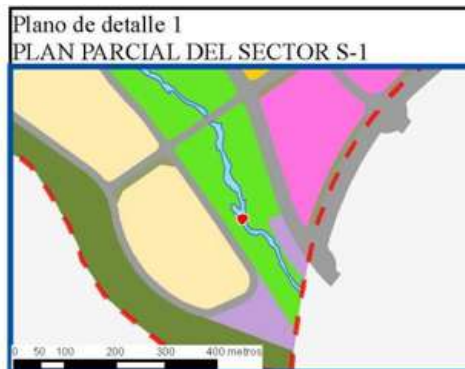 Plano de detalle 1
PLAN PARCIAL DEL SECTOR S-1
0 50 100 200 300 400 metros